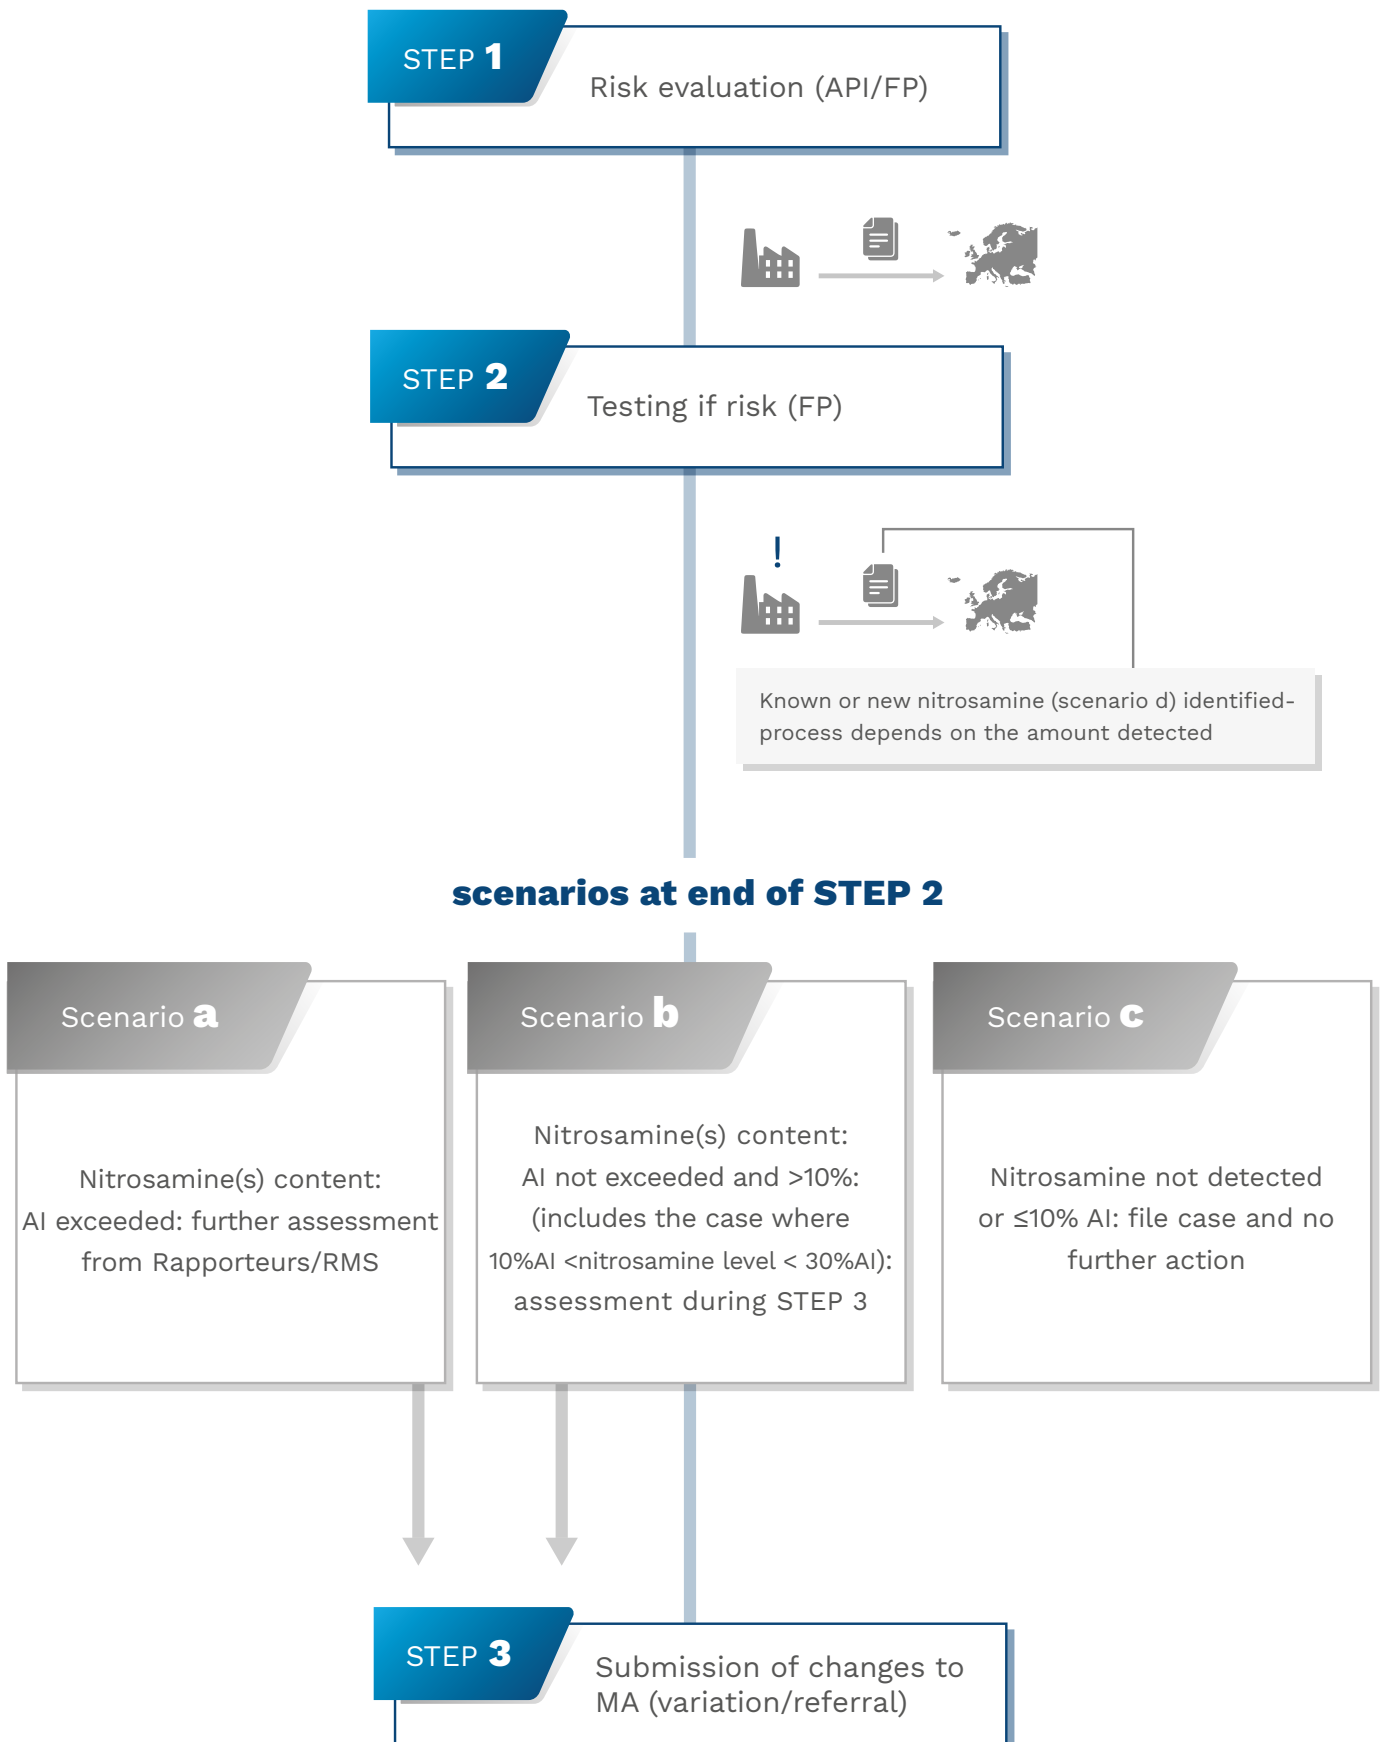 STEP 1
Risk evaluation (API/FP)
STEP 2
Testing if risk (FP)
!
Known or new nitrosamine (scenario d) identified-
process depends on the amount detected
scenarios at end of STEP 2
Scenario a
Nitrosamine(s) content:
AI exceeded: further assessment
from Rapporteurs/RMS
Scenario b
Nitrosamine(s) content:
AI not exceeded and >10%:
(includes the case where
10%AI <nitrosamine level < 30%AI):
assessment during STEP 3
Scenario c
Nitrosamine not detected
or ≤10% AI: file case and no
further action
STEP 3
Submission of changes to
MA (variation/referral)